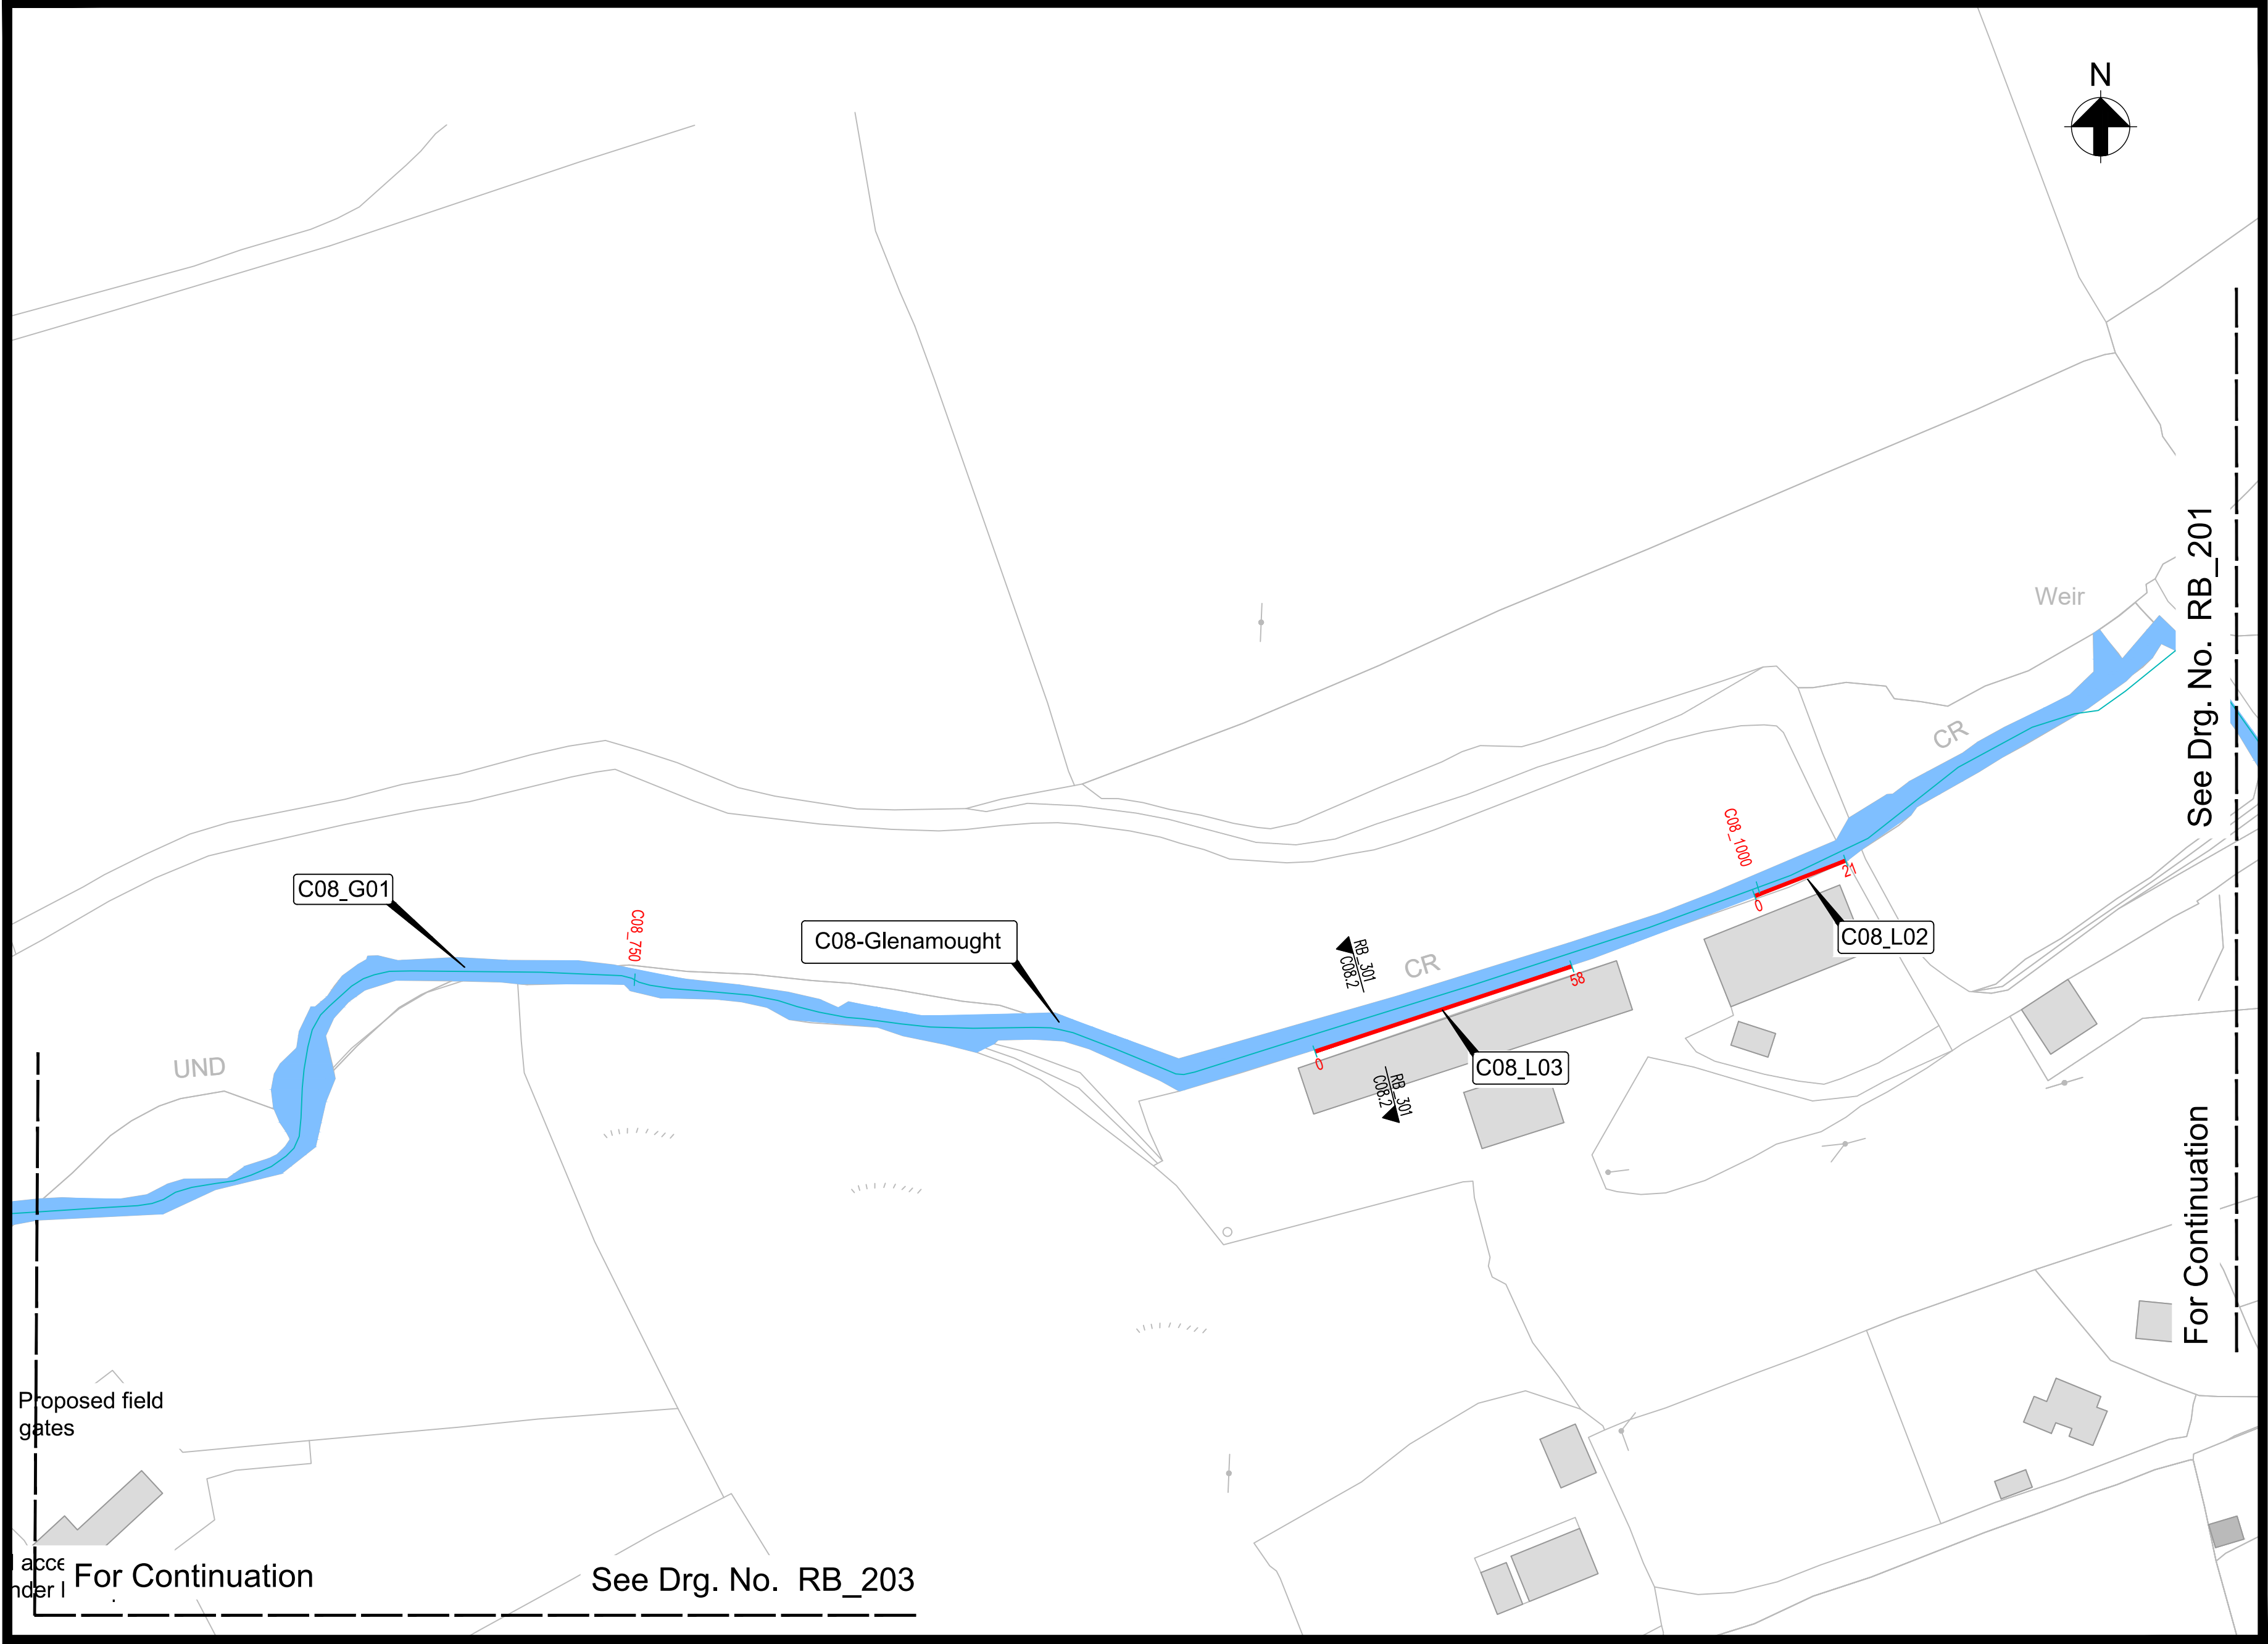 N
See Drg. No. RB_201
Weir
CR
C08_1000
21
0
C08_G01
C08_750
C08-Glenamought
C08_L02
RB_301
C08.2
CR
58
0
C08_L03
RB_301
C08.2
UND
For Continuation
Proposed field
gates
For Continuation
See Drg. No. RB_203